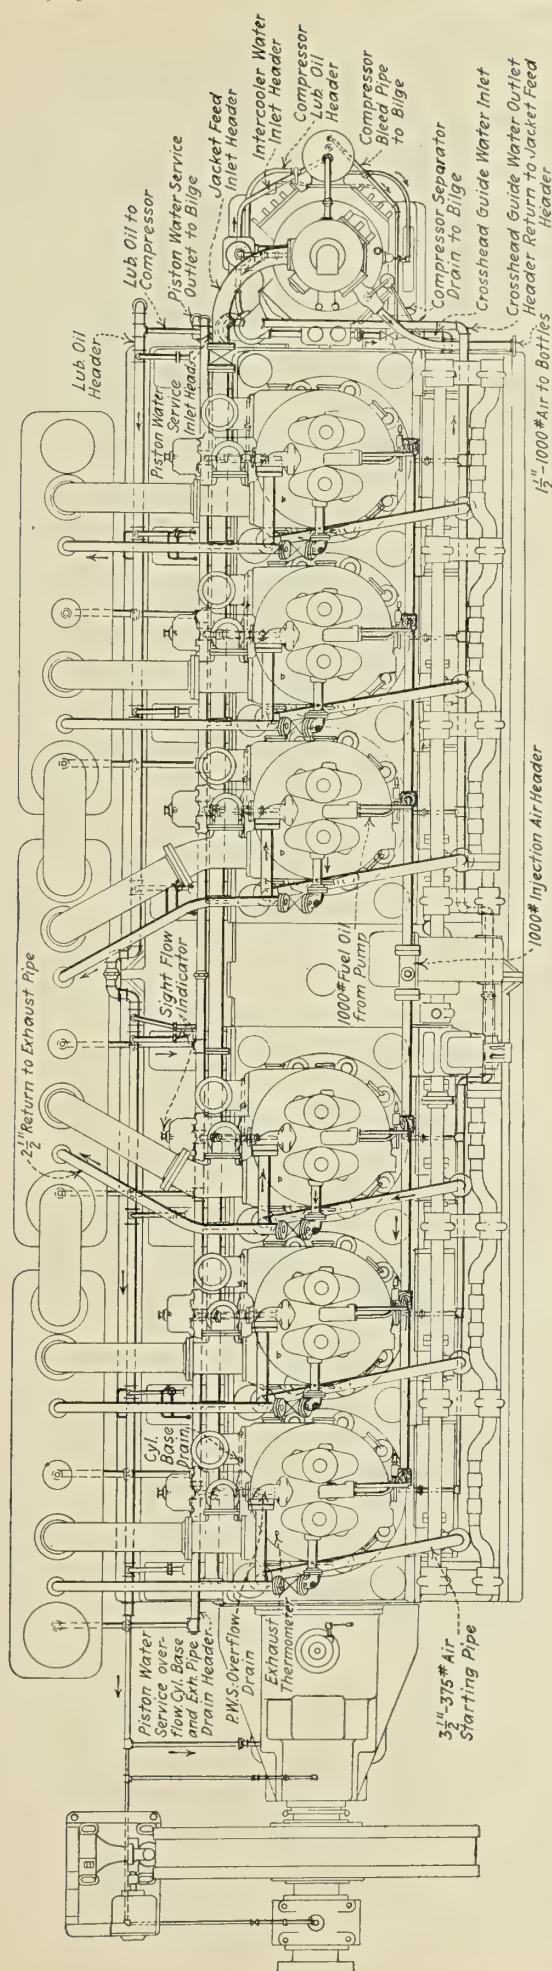 Lub. Oil
Header
Lub. Oil to
Compressor
Piston Water Service
Outlet to Bilge
Jacket Feed
Inlet Header
Intercooler Water
Inlet Header
Compressor
Lub. Oil
Header
Compressor
Bleed Pipe
to Bilge
Piston Water
Service
Inlet Head
Compressor Separator
Drain to Bilge
Crosshead Guide Water Inlet
Crosshead Guide Water Outlet
Header Return to Jacket Feed
Header
1½"-1000# Air to Bottles
2½" Return to Exhaust Pipe
Sight Flow
Indicator
1000# Fuel Oil
from Pump
1000# Injection Air Header
Cyl.
Base
Drain
Piston Water
Service over-
flow. Cyl. Base
and Exh. Pipe
Drain Header
P.W.S. Overflow
Drain
Exhaust
Thermometer
3½"-375# Air
Starting Pipe